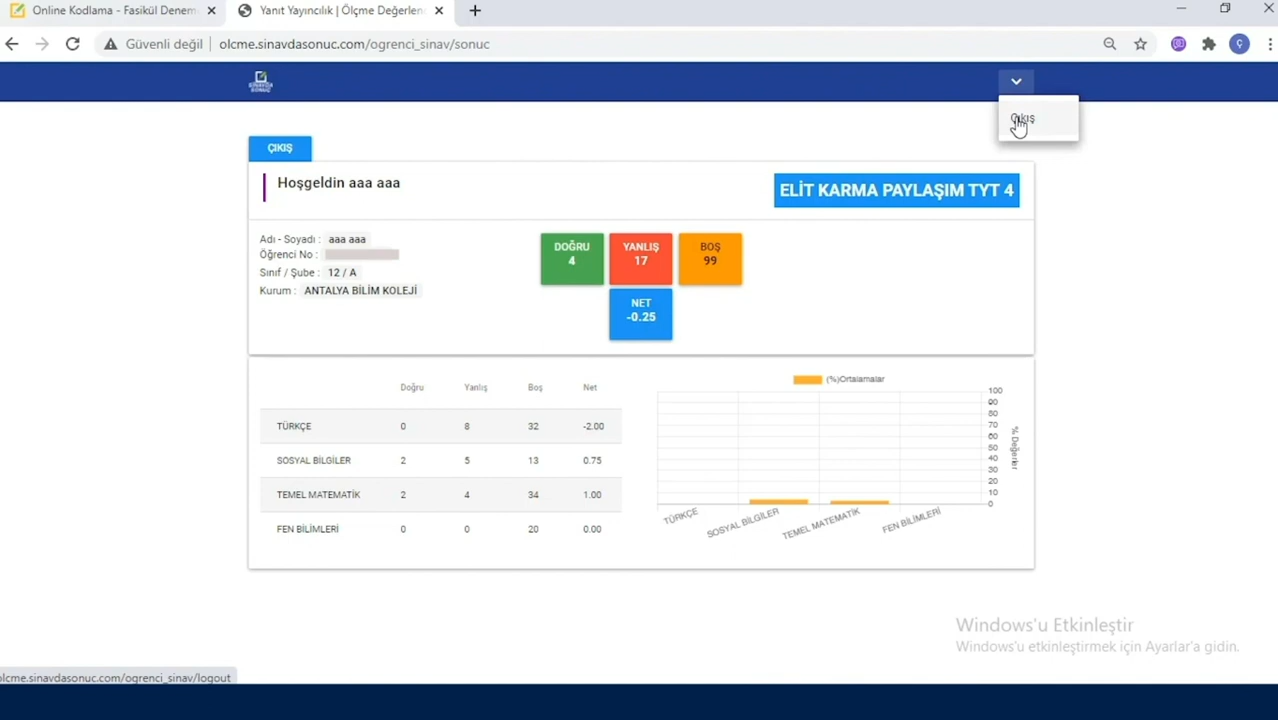 Online Kodlama - Fasikül Denem
Yanıt Yayıncılık | Ölçme Değerlen
Güvenli değil
olcme.sinavdasonuc.com/ogrenci_sinav/sonuc
SINAVDA
SONUÇ
Çıkış
ÇIKIŞ
Hoşgeldin aaa aaa
ELİT KARMA PAYLAŞIM TYT 4
Adı - Soyadı : aaa aaa
Öğrenci No :
Sınıf / Şube : 12 / A
Kurum : ANTALYA BİLİM KOLEJİ
DOĞRU
4
YANLIŞ
17
BOŞ
99
NET
-0.25
Doğru Yanlış Boş Net
TÜRKÇE 0 8 32 -2.00
SOSYAL BİLGİLER 2 5 13 0.75
TEMEL MATEMATİK 2 4 34 1.00
FEN BİLİMLERİ 0 0 20 0.00
(%)Ortalamalar
100
90
80
70
60
50
40
30
20
10
0
% Değerler
TÜRKÇE
SOSYAL BİLGİLER
TEMEL MATEMATİK
FEN BİLİMLERİ
Windows'u Etkinleştir
Windows'u etkinleştirmek için Ayarlar'a gidin.
olcme.sinavdasonuc.com/ogrenci_sinav/logout